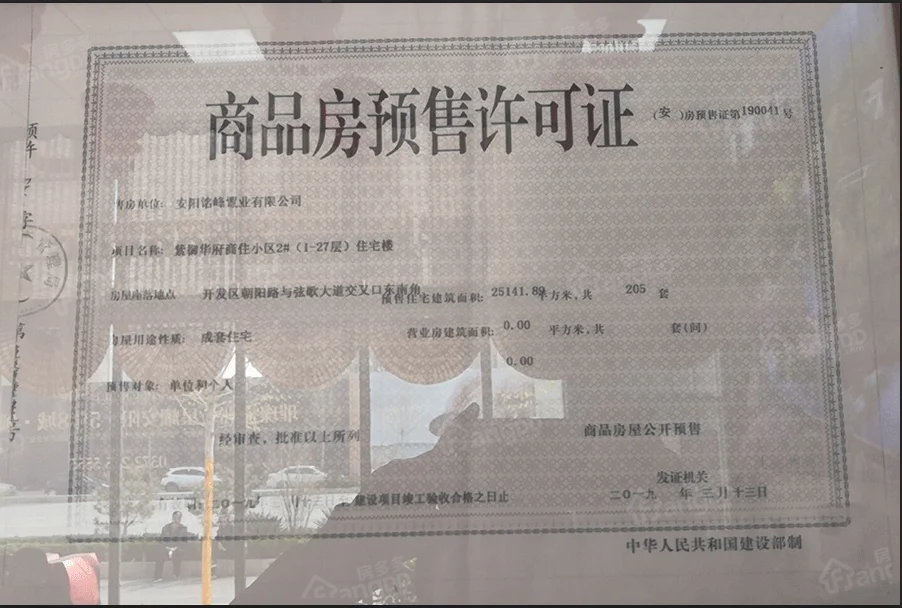 商品房预售许可证
(安)房预售证第190041号
售房单位: 安阳铭峰置业有限公司
项目名称: 紫御华府商住小区2#(1-27层)住宅楼
房屋座落地点 开发区朝阳路与弦歌大道交叉口东南角
预售住宅建筑面积: 25141.89平方米,共 205 套
房屋用途性质: 成套住宅
营业房建筑面积: 0.00 平方米,共 套(间)
0.00
预售对象: 单位和个人
经审查,批准以上所列
商品房屋公开预售
发证机关
二〇一九 年 三月十三日
二〇一九
建设项目竣工验收合格之日止
中华人民共和国建设部制